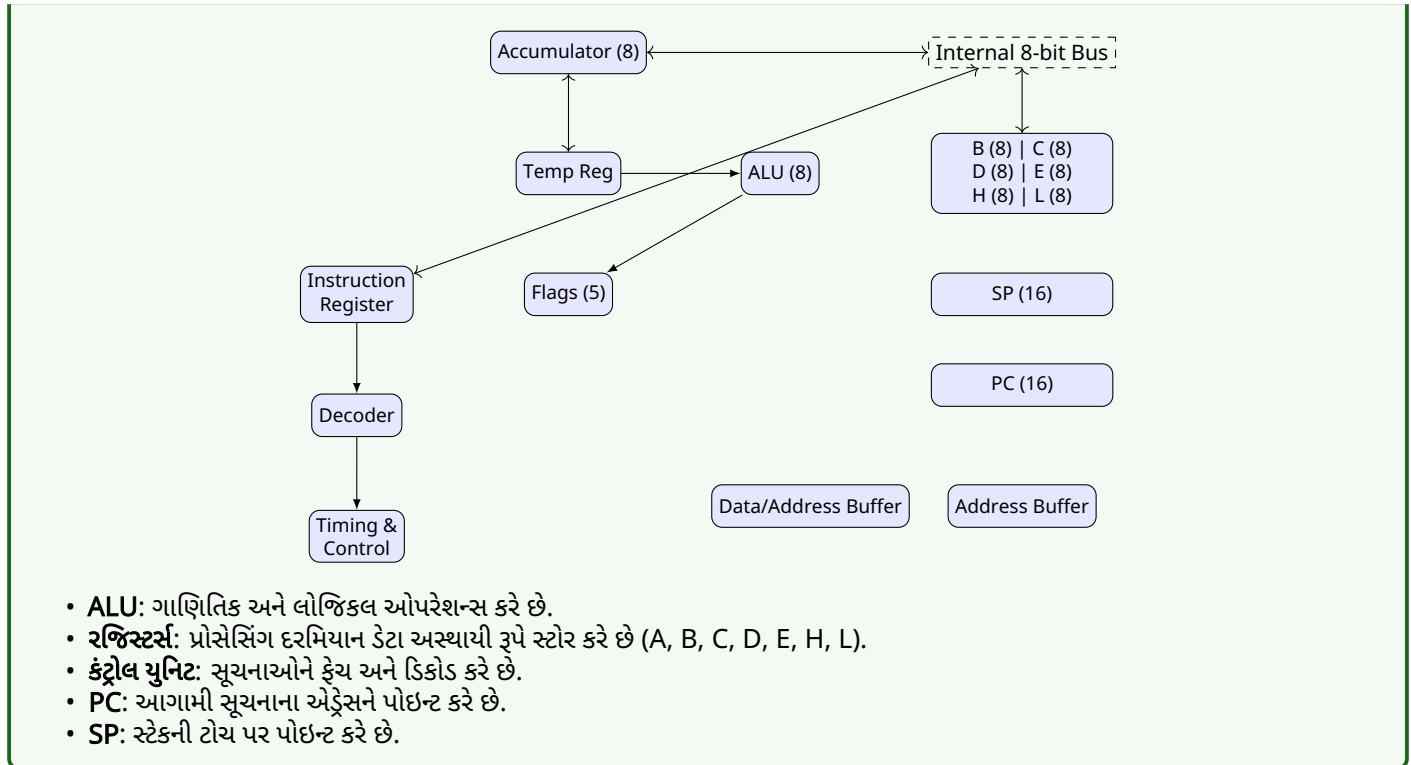 Accumulator (8)
Internal 8-bit Bus
Temp Reg
ALU (8)
B (8) | C (8)
D (8) | E (8)
H (8) | L (8)
Instruction
Register
Flags (5)
SP (16)
PC (16)
Decoder
Data/Address Buffer
Address Buffer
Timing &
Control
• ALU: ગાણિતિક અને લોજિકલ ઓપરેશન્સ કરે છે.
• રજિસ્ટર્સ: પ્રોસેસિંગ દરમિયાન ડેટા અસ્થાયી રૂપે સ્ટોર કરે છે (A, B, C, D, E, H, L).
• કંટ્રોલ યુનિટ: સૂચનાઓને ફેચ અને ડિકોડ કરે છે.
• PC: આગામી સૂચનાના એડ્રેસને પોઇન્ટ કરે છે.
• SP: સ્ટેકની ટોચ પર પોઇન્ટ કરે છે.